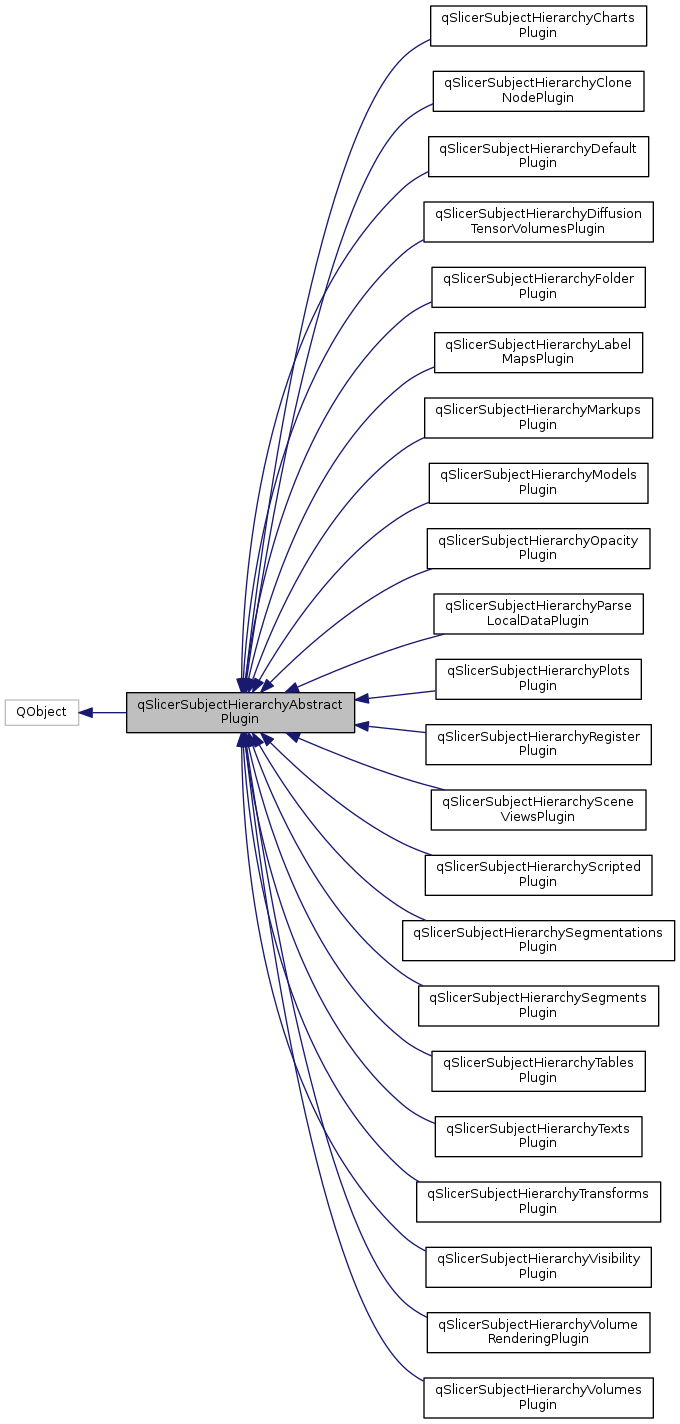 qSlicerSubjectHierarchyCharts
Plugin
qSlicerSubjectHierarchyClone
NodePlugin
qSlicerSubjectHierarchyDefault
Plugin
qSlicerSubjectHierarchyDiffusion
TensorVolumesPlugin
qSlicerSubjectHierarchyFolder
Plugin
qSlicerSubjectHierarchyLabel
MapsPlugin
qSlicerSubjectHierarchyMarkups
Plugin
qSlicerSubjectHierarchyModels
Plugin
qSlicerSubjectHierarchyOpacity
Plugin
qSlicerSubjectHierarchyParse
LocalDataPlugin
qSlicerSubjectHierarchyPlots
Plugin
QObject
qSlicerSubjectHierarchyAbstract
Plugin
qSlicerSubjectHierarchyRegister
Plugin
qSlicerSubjectHierarchyScene
ViewsPlugin
qSlicerSubjectHierarchyScripted
Plugin
qSlicerSubjectHierarchySegmentations
Plugin
qSlicerSubjectHierarchySegments
Plugin
qSlicerSubjectHierarchyTables
Plugin
qSlicerSubjectHierarchyTexts
Plugin
qSlicerSubjectHierarchyTransforms
Plugin
qSlicerSubjectHierarchyVisibility
Plugin
qSlicerSubjectHierarchyVolume
RenderingPlugin
qSlicerSubjectHierarchyVolumes
Plugin